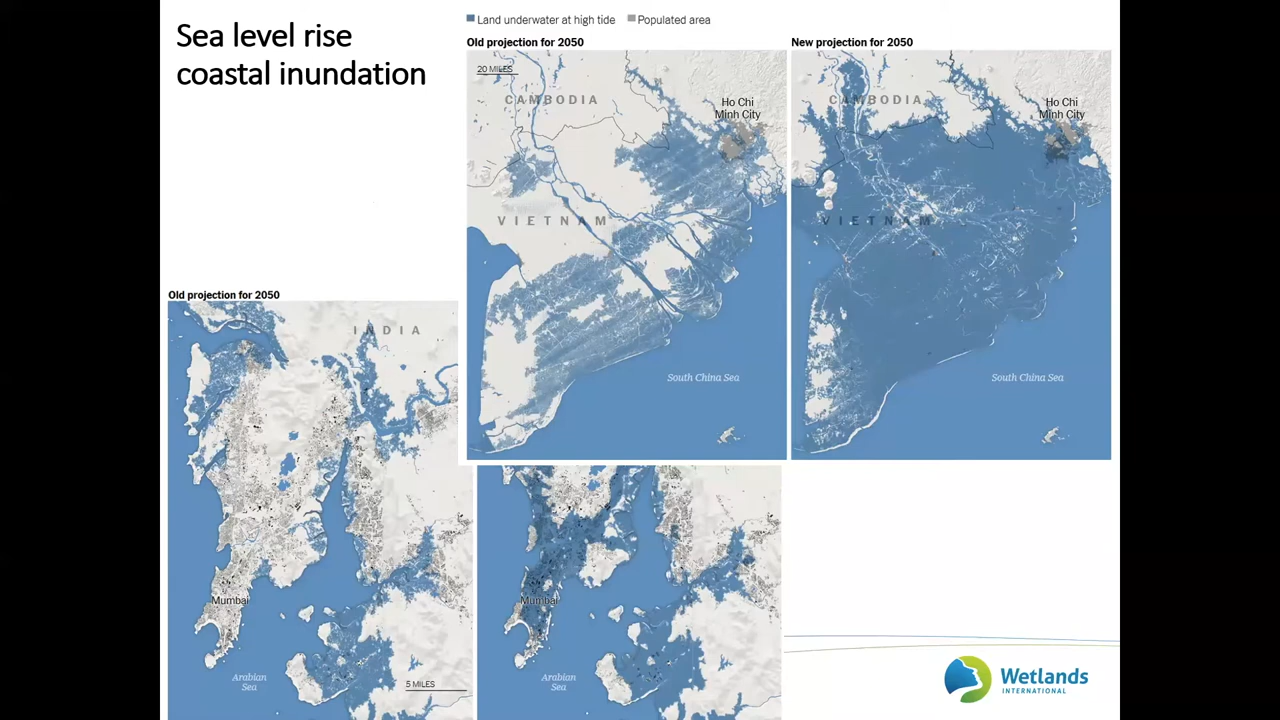 Sea level rise
coastal inundation
Land underwater at high tide
Populated area
Old projection for 2050
New projection for 2050
20 MILES
CAMBODIA
Ho Chi
Minh City
VIETNAM
South China Sea
CAMBODIA
Ho Chi
Minh City
VIETNAM
South China Sea
Old projection for 2050
INDIA
Mumbai
Arabian
Sea
5 MILES
Mumbai
Arabian
Sea
Wetlands
INTERNATIONAL